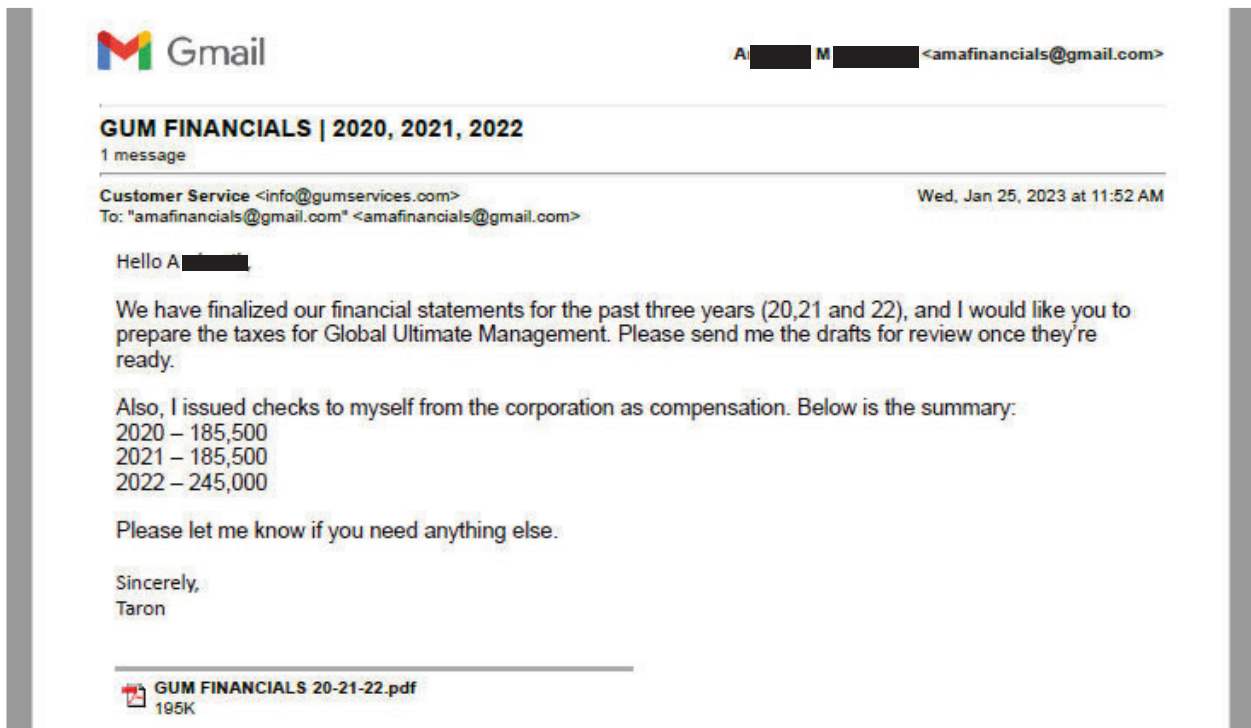 Gmail
A M <amafinancials@gmail.com>
GUM FINANCIALS | 2020, 2021, 2022
1 message
Customer Service <info@gumservices.com>
Wed, Jan 25, 2023 at 11:52 AM
To: "amafinancials@gmail.com" <amafinancials@gmail.com>
Hello A
We have finalized our financial statements for the past three years (20,21 and 22), and I would like you to
prepare the taxes for Global Ultimate Management. Please send me the drafts for review once they're
ready.
Also, I issued checks to myself from the corporation as compensation. Below is the summary:
2020 – 185,500
2021 – 185,500
2022 – 245,000
Please let me know if you need anything else.
Sincerely,
Taron
GUM FINANCIALS 20-21-22.pdf
195K